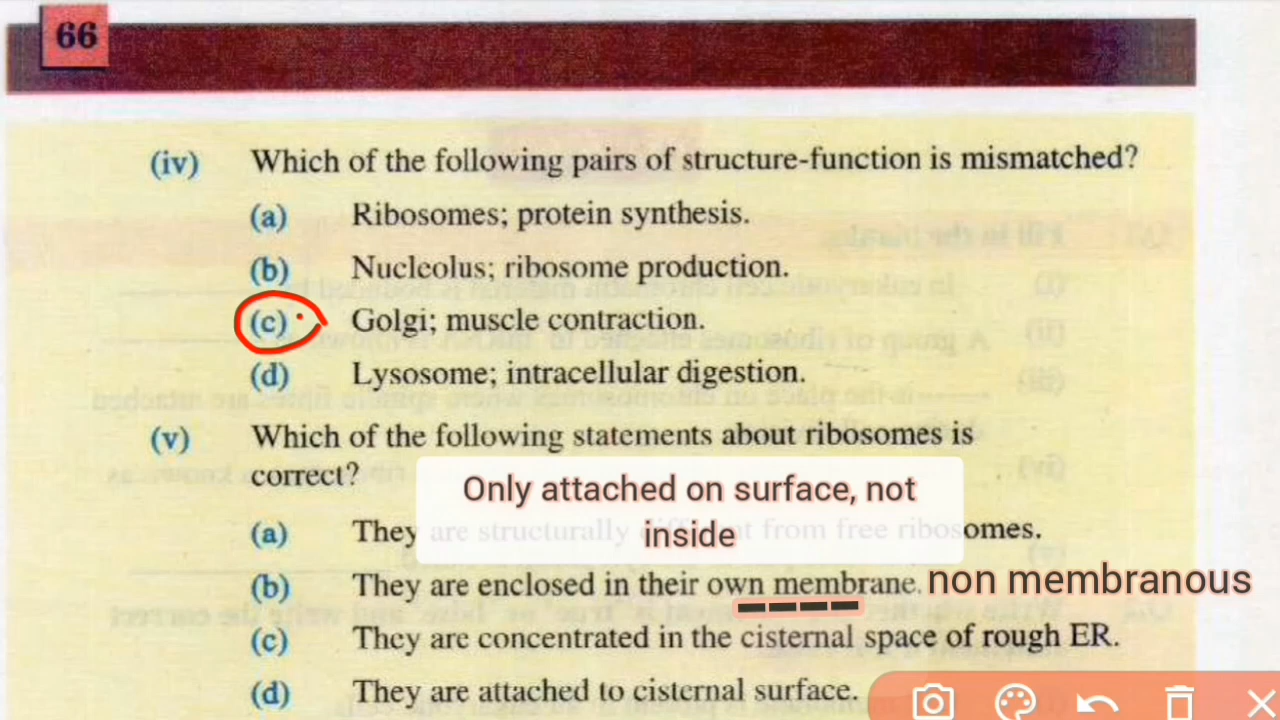 66
(iv) Which of the following pairs of structure-function is mismatched?
(a) Ribosomes; protein synthesis.
(b) Nucleolus; ribosome production.
(c) Golgi; muscle contraction.
(d) Lysosome; intracellular digestion.
(v) Which of the following statements about ribosomes is
correct?
Only attached on surface, not
inside
(a) They are structurally different from free ribosomes.
(b) They are enclosed in their own membrane. non membranous
(c) They are concentrated in the cisternal space of rough ER.
(d) They are attached to cisternal surface.